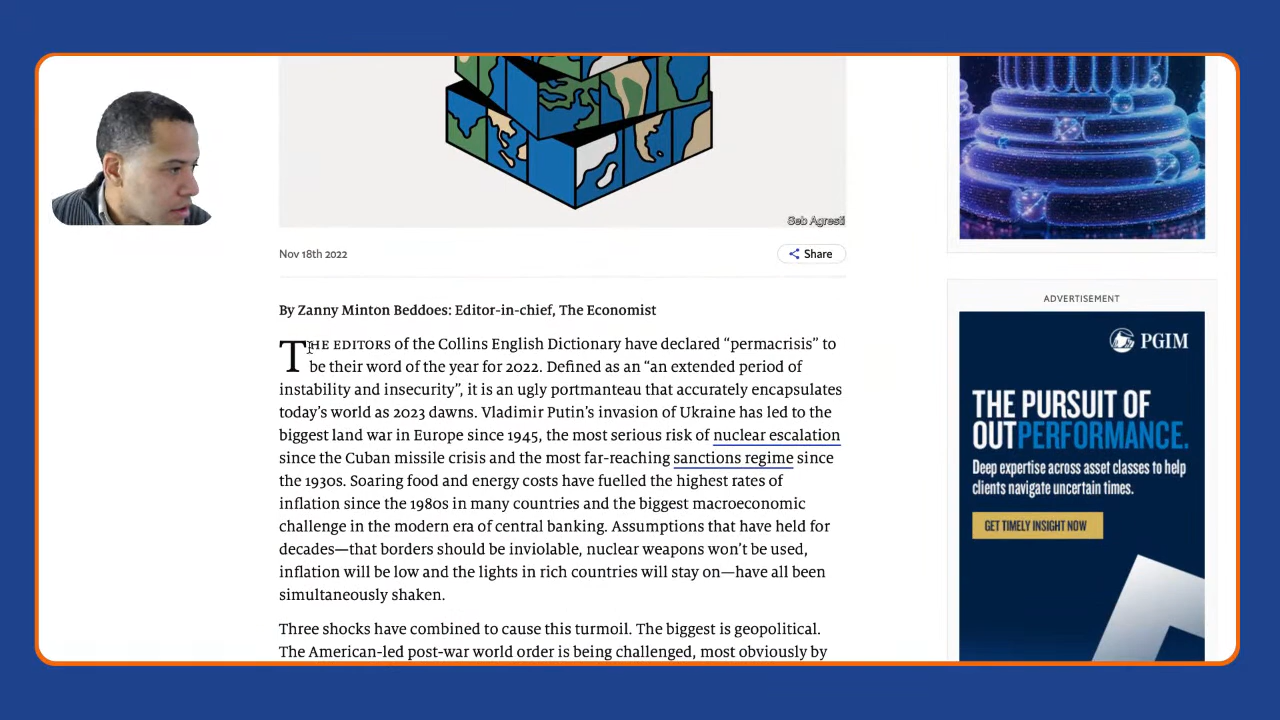 Seb Agresti
Nov 18th 2022
Share
By Zanny Minton Beddoes: Editor-in-chief, The Economist
THE EDITORS of the Collins English Dictionary have declared “permacrisis” to
be their word of the year for 2022. Defined as an “an extended period of
instability and insecurity”, it is an ugly portmanteau that accurately encapsulates
today’s world as 2023 dawns. Vladimir Putin’s invasion of Ukraine has led to the
biggest land war in Europe since 1945, the most serious risk of nuclear escalation
since the Cuban missile crisis and the most far-reaching sanctions regime since
the 1930s. Soaring food and energy costs have fuelled the highest rates of
inflation since the 1980s in many countries and the biggest macroeconomic
challenge in the modern era of central banking. Assumptions that have held for
decades—that borders should be inviolable, nuclear weapons won’t be used,
inflation will be low and the lights in rich countries will stay on—have all been
simultaneously shaken.
Three shocks have combined to cause this turmoil. The biggest is geopolitical.
The American-led post-war world order is being challenged, most obviously by
ADVERTISEMENT
PGIM
THE PURSUIT OF
OUTPERFORMANCE.
Deep expertise across asset classes to help
clients navigate uncertain times.
GET TIMELY INSIGHT NOW